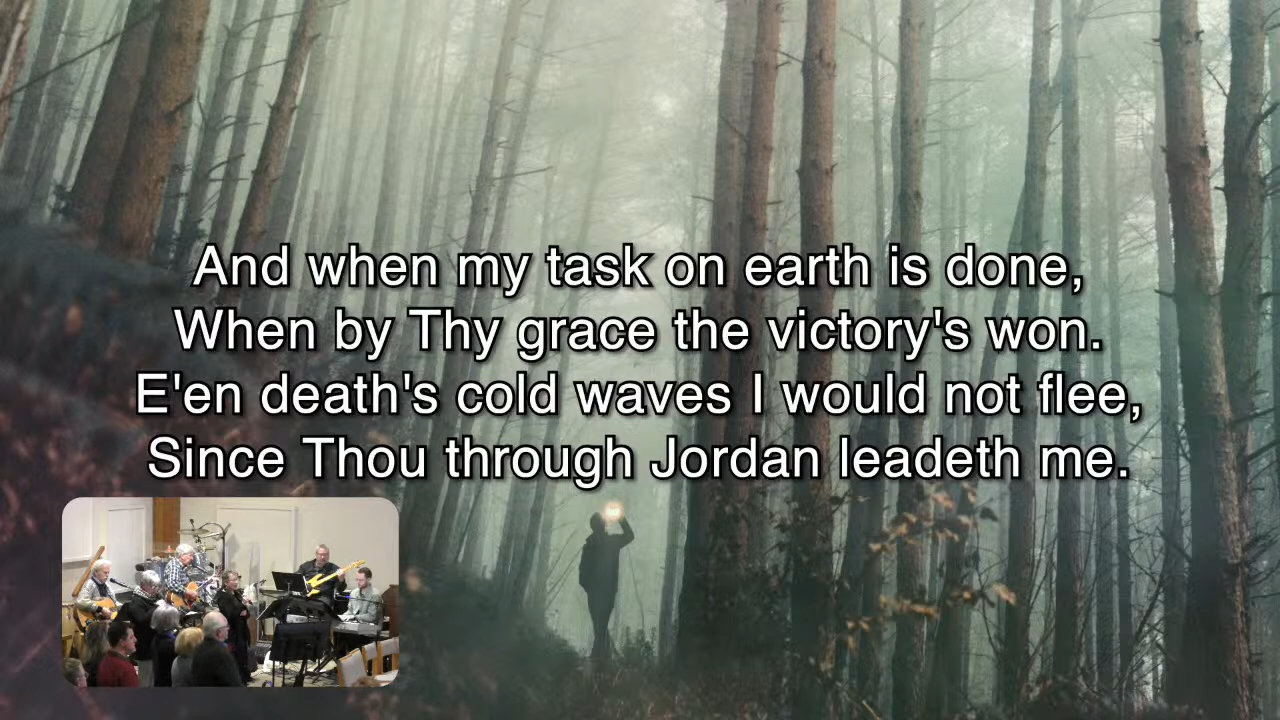 And when my task on earth is done,
When by Thy grace the victory's won.
E'en death's cold waves I would not flee,
Since Thou through Jordan leadeth me.